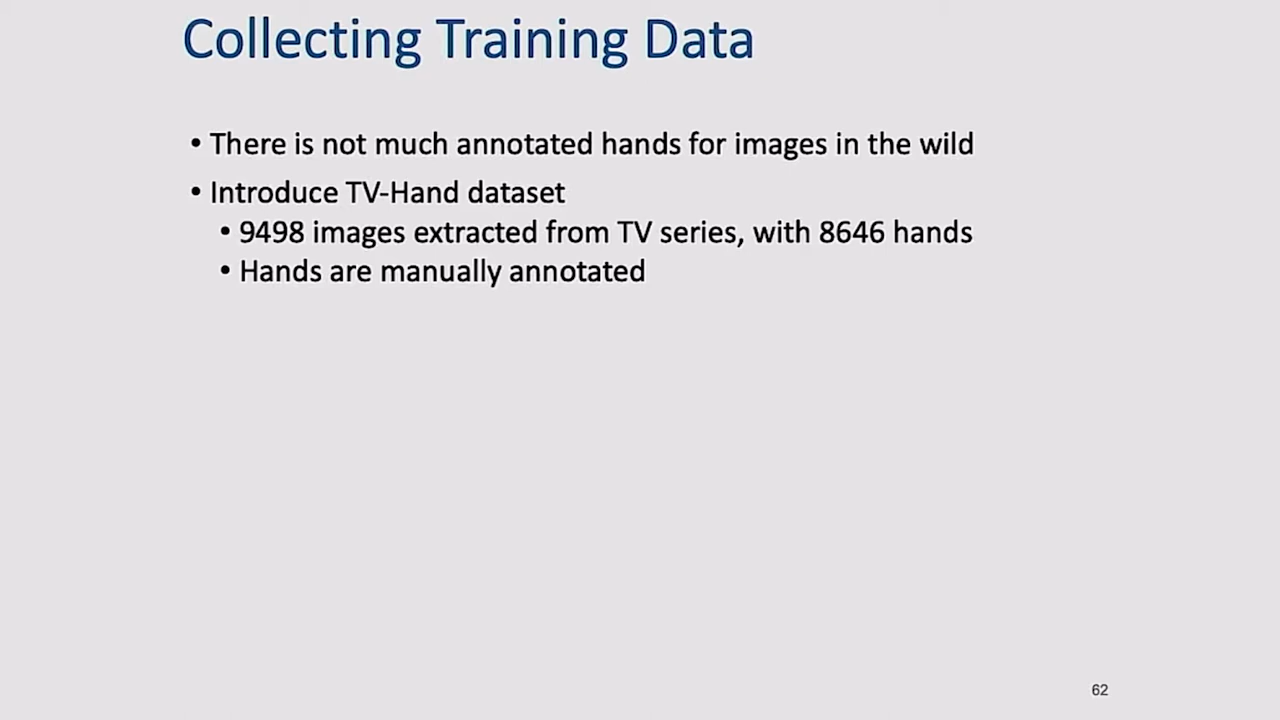 Collecting Training Data
• There is not much annotated hands for images in the wild
• Introduce TV-Hand dataset
• 9498 images extracted from TV series, with 8646 hands
• Hands are manually annotated
62